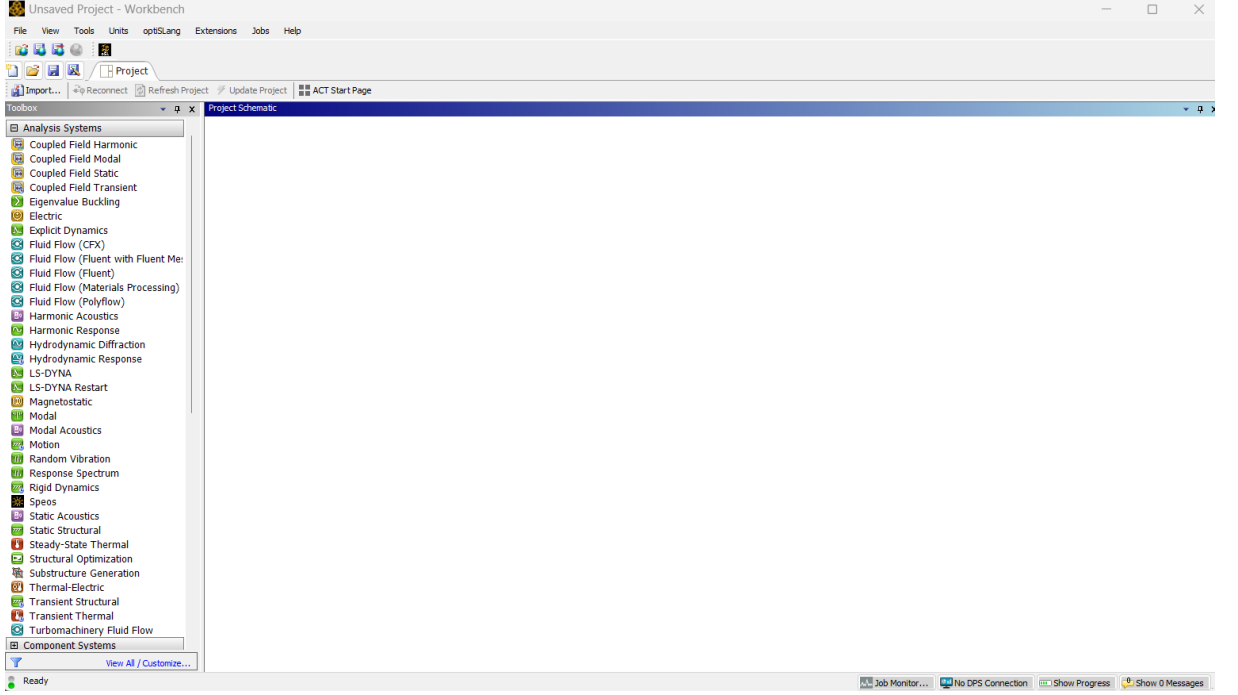 Unsaved Project - Workbench
File View Tools Units optiSLang Extensions Jobs Help
Project
Import... Reconnect Refresh Project Update Project ACT Start Page
Toolbox
Project Schematic
Analysis Systems
Coupled Field Harmonic
Coupled Field Modal
Coupled Field Static
Coupled Field Transient
Eigenvalue Buckling
Electric
Explicit Dynamics
Fluid Flow (CFX)
Fluid Flow (Fluent with Fluent Me
Fluid Flow (Fluent)
Fluid Flow (Materials Processing)
Fluid Flow (Polyflow)
Harmonic Acoustics
Harmonic Response
Hydrodynamic Diffraction
Hydrodynamic Response
LS-DYNA
LS-DYNA Restart
Magnetostatic
Modal
Modal Acoustics
Motion
Random Vibration
Response Spectrum
Rigid Dynamics
Speos
Static Acoustics
Static Structural
Steady-State Thermal
Structural Optimization
Substructure Generation
Thermal-Electric
Transient Structural
Transient Thermal
Turbomachinery Fluid Flow
Component Systems
View All / Customize...
Ready
Job Monitor... No DPS Connection Show Progress Show 0 Messages